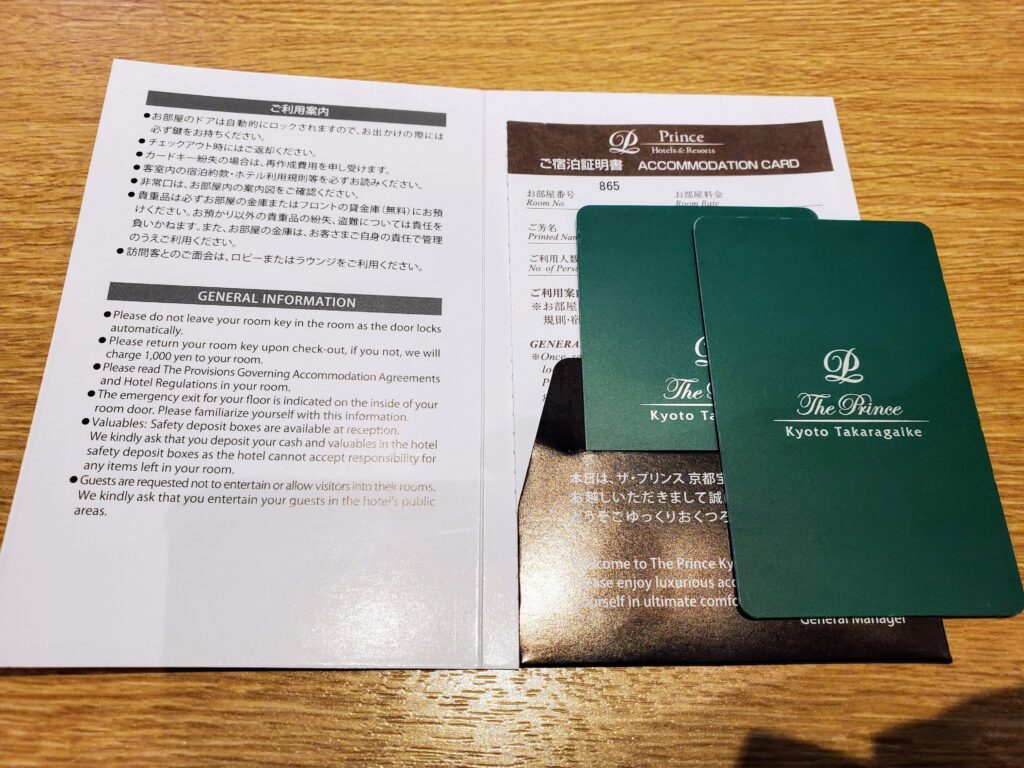 ご利用案内
●お部屋のドアは自動的にロックされますので、お出かけの際には
必ず鍵をお持ちください。
●チェックアウト時にはご返却ください。
●カードキー紛失の場合は、再作成費用を申し受けます。
●客室内の宿泊約款・ホテル利用規則等を必ずお読みください。
●非常口は、お部屋内の案内図をご確認ください。
●貴重品は必ずお部屋の金庫またはフロントの貸金庫（無料）にお預
けください。お預かり以外の貴重品の紛失、盗難については責任を
負いかねます。また、お部屋の金庫は、お客さまご自身の責任で管理
のうえご利用ください。
●訪問客とのご面会は、ロビーまたはラウンジをご利用ください。
GENERAL INFORMATION
●Please do not leave your room key in the room as the door locks
automatically.
●Please return your room key upon check-out, if you not, we will
charge 1,000 yen to your room.
●Please read The Provisions Governing Accommodation Agreements
and Hotel Regulations in your room.
●The emergency exit for your floor is indicated on the inside of your
room door. Please familiarize yourself with this information.
●Valuables: Safety deposit boxes are available at reception.
We kindly ask that you deposit your cash and valuables in the hotel
safety deposit boxes as the hotel cannot accept responsibility for
any items left in your room.
●Guests are requested not to entertain or allow visitors into their rooms.
We kindly ask that you entertain your guests in the hotel's public
areas.
Prince
Hotels & Resorts
ご宿泊証明書 ACCOMMODATION CARD
865
お部屋番号 お部屋料金
Room No. Room Rate
ご芳名
Printed Nam
ご利用人数
No. of Perso
ご利用案内
※お部屋
規則・宿
GENERA
※Once
本日は、ザ・プリンス 京都宝
お越しいただきまして誠
うぞごゆっくりおくつろ
elcome to The Prince Ky
ease enjoy luxurious acc
urself in ultimate comfo
General Manager
The Pr
Kyoto Ta
The Prince
Kyoto Takaragaike